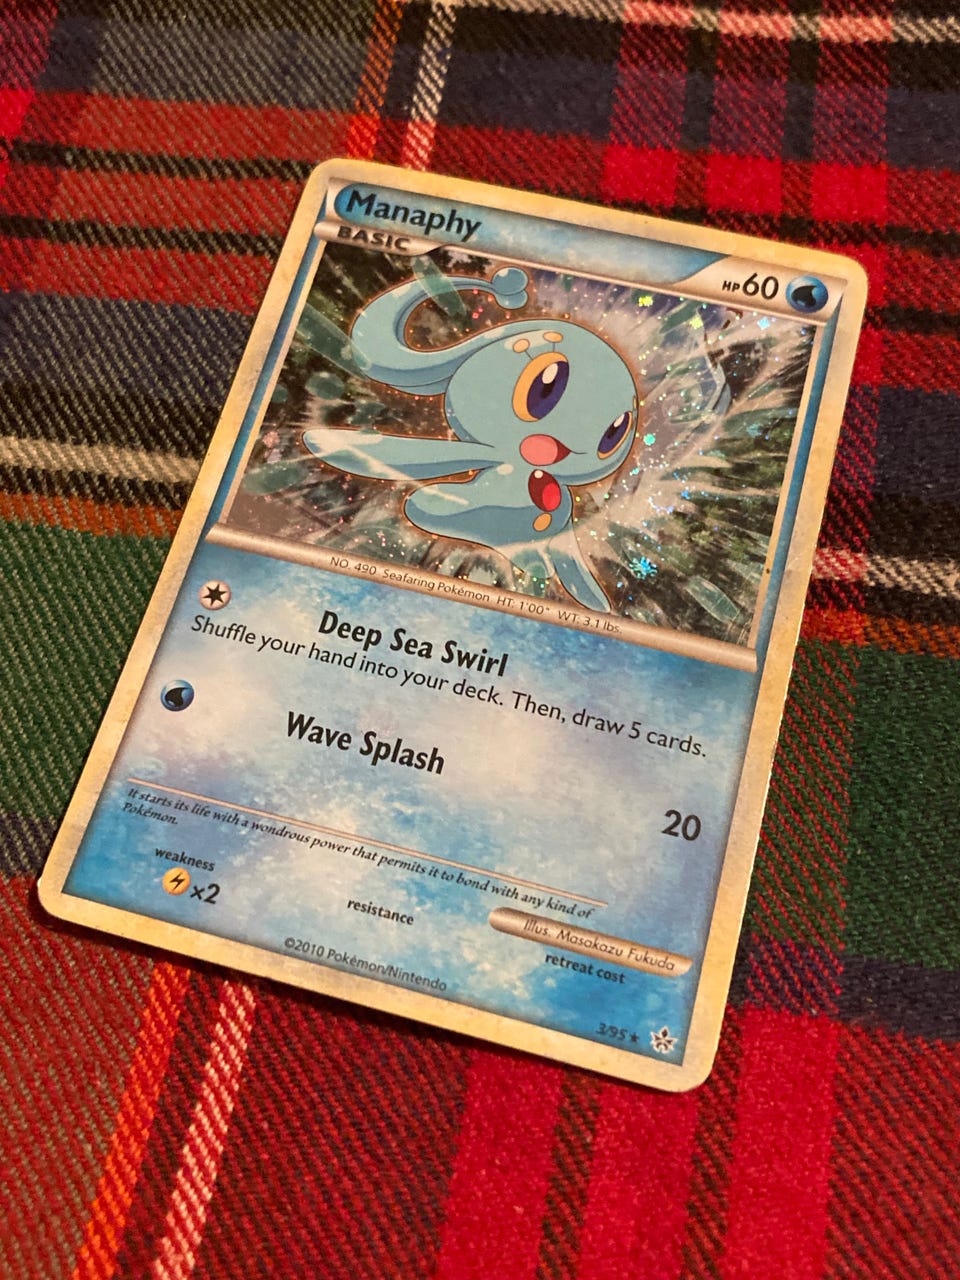 Manaphy
BASIC
HP60
NO. 490 Seafaring Pokémon HT: 1'00" WT: 3.1 lbs.
Deep Sea Swirl
Shuffle your hand into your deck. Then, draw 5 cards.
Wave Splash
20
It starts its life with a wondrous power that permits it to bond with any kind of
Pokémon.
weakness
×2
resistance
Illus. Masakazu Fukuda
retreat cost
©2010 Pokémon/Nintendo
3/95★